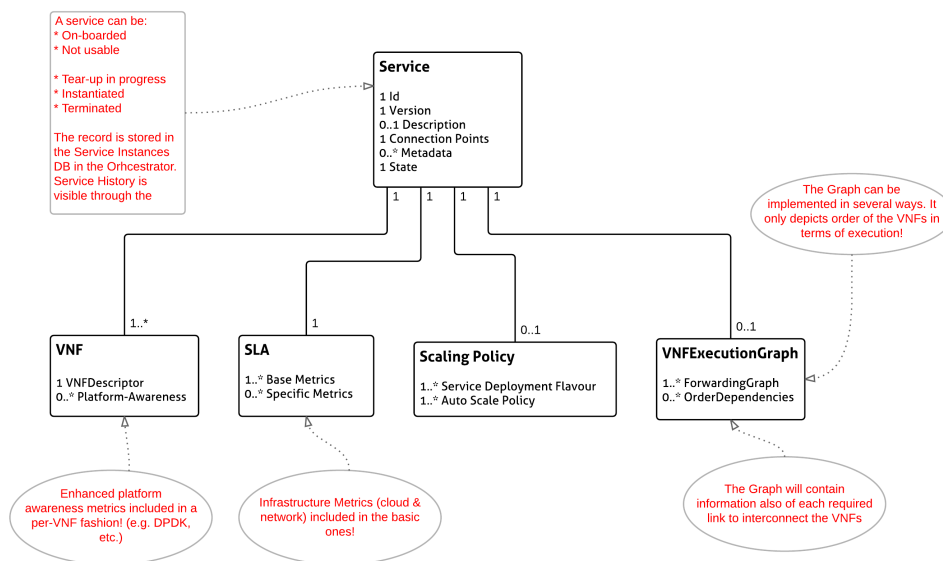 A service can be:
* On-boarded
* Not usable
* Tear-up in progress
* Instantiated
* Terminated
The record is stored in
the Service Instances
DB in the Orhcestrator.
Service History is
visible through the
Service
1 Id
1 Version
0..1 Description
1 Connection Points
0..* Metadata
1 State
1
1
1
1
The Graph can be
implemented in several ways. It
only depicts order of the VNFs in
terms of execution!
1..*
1
0..1
0..1
VNF
1 VNFDescriptor
0..* Platform-Awareness
SLA
1..* Base Metrics
0..* Specific Metrics
Scaling Policy
1..* Service Deployment Flavour
1..* Auto Scale Policy
VNFExecutionGraph
1..* ForwardingGraph
0..* OrderDependencies
Enhanced platform
awareness metrics included in a
per-VNF fashion! (e.g. DPDK,
etc.)
Infrastructure Metrics (cloud &
network) included in the basic
ones!
The Graph will contain
information also of each required
link to interconnect the VNFs